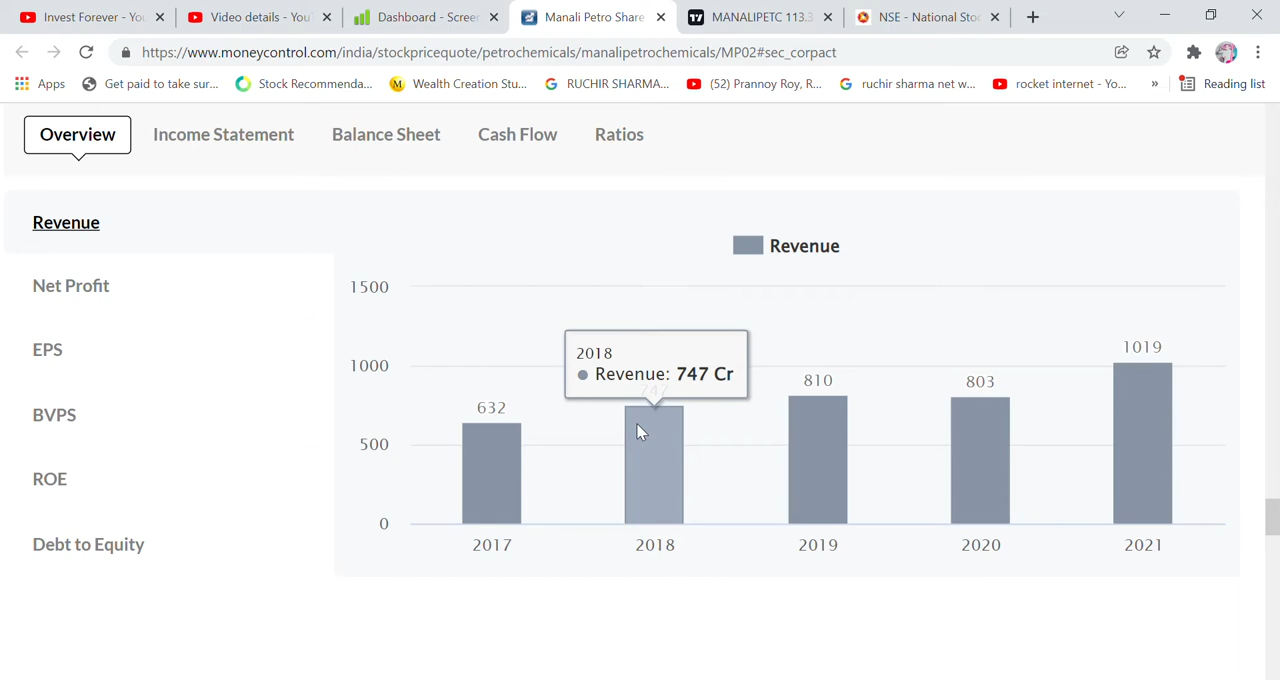 Invest Forever - You
Video details - YouT
Dashboard - Screen
Manali Petro Share
MANALIPETC 113.3
NSE - National Stoc
https://www.moneycontrol.com/india/stockpricequote/petrochemicals/manalipetrochemicals/MP02#sec_corpact
Apps
Get paid to take sur...
Stock Recommenda...
Wealth Creation Stu...
RUCHIR SHARMA...
(52) Prannoy Roy, R...
ruchir sharma net w...
rocket internet - Yo...
»
Reading list
Overview
Income Statement
Balance Sheet
Cash Flow
Ratios
Revenue
Net Profit
EPS
BVPS
ROE
Debt to Equity
Revenue
1500
1000
500
0
632
2018
Revenue: 747 Cr
747
810
803
1019
2017
2018
2019
2020
2021